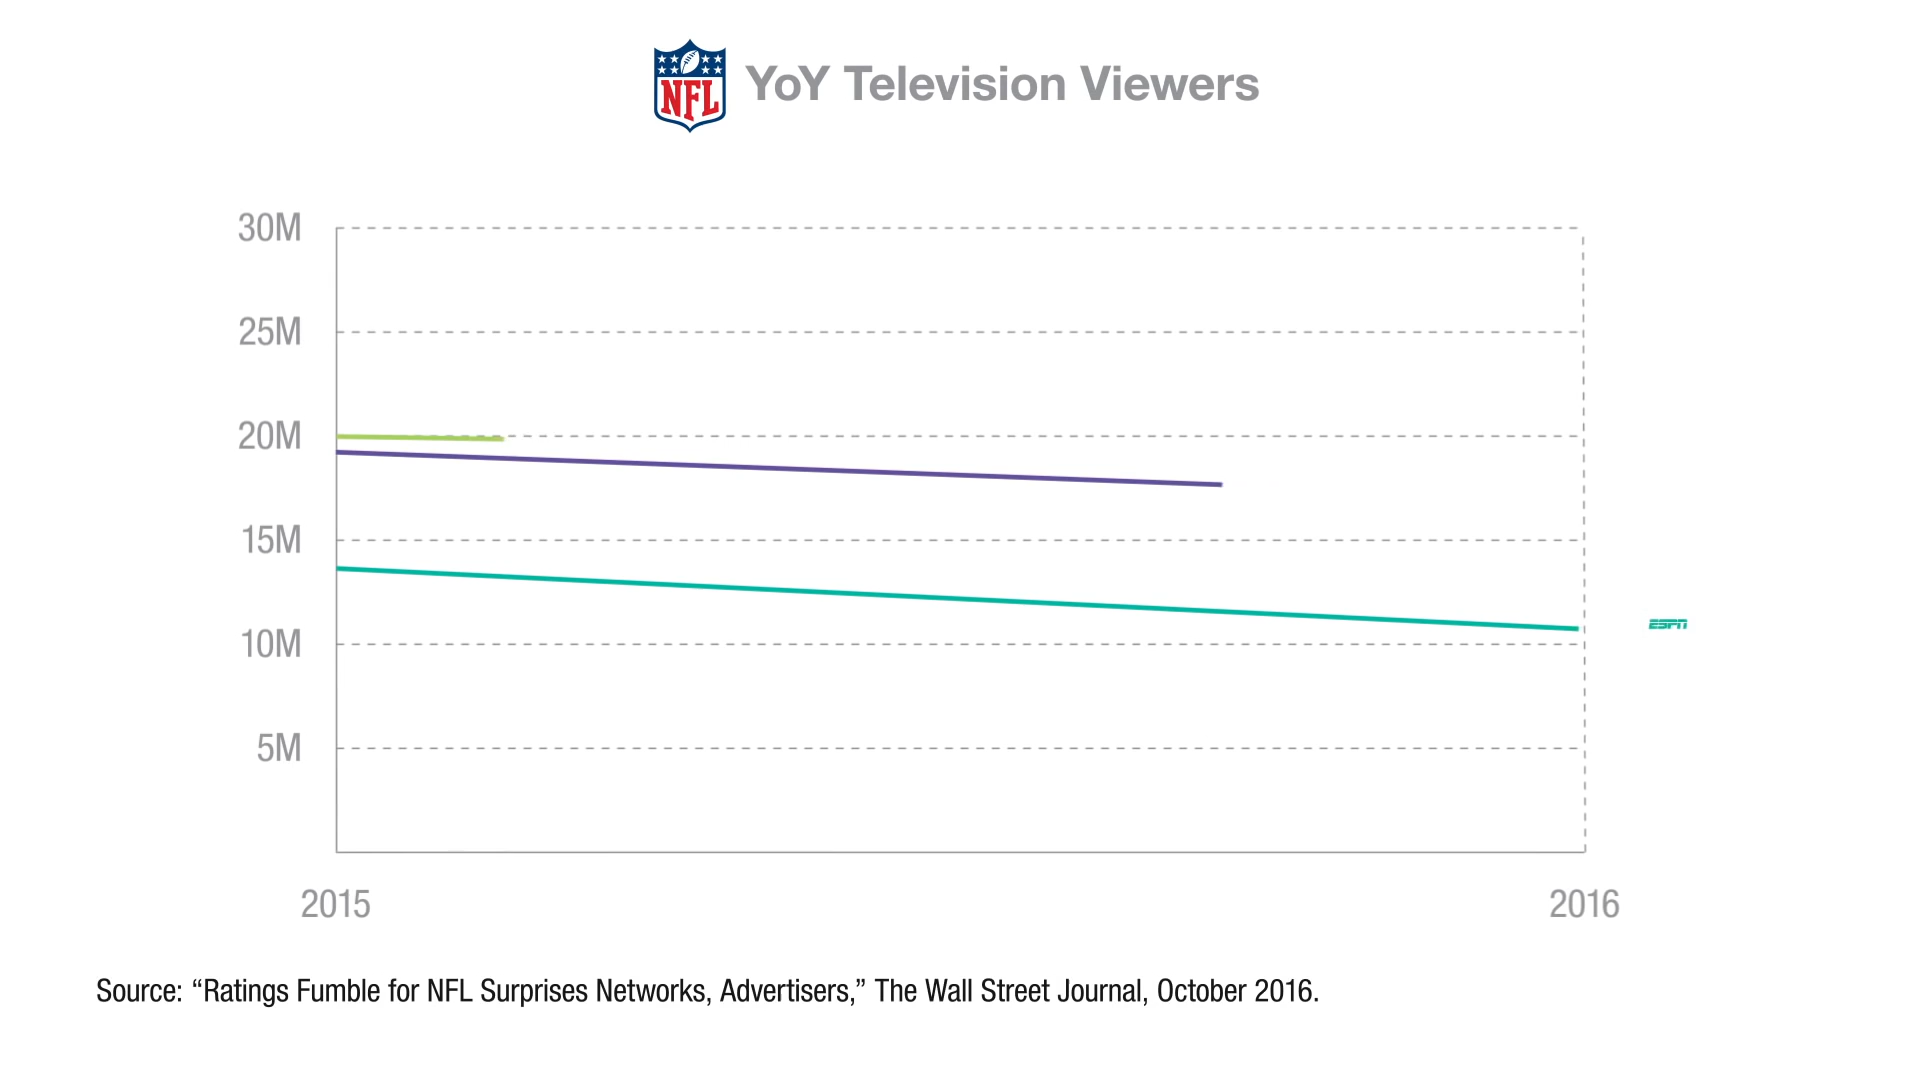 NFL YoY Television Viewers
30M
25M
20M
15M
10M
5M
ESPN
2015 2016
Source: “Ratings Fumble for NFL Surprises Networks, Advertisers,” The Wall Street Journal, October 2016.